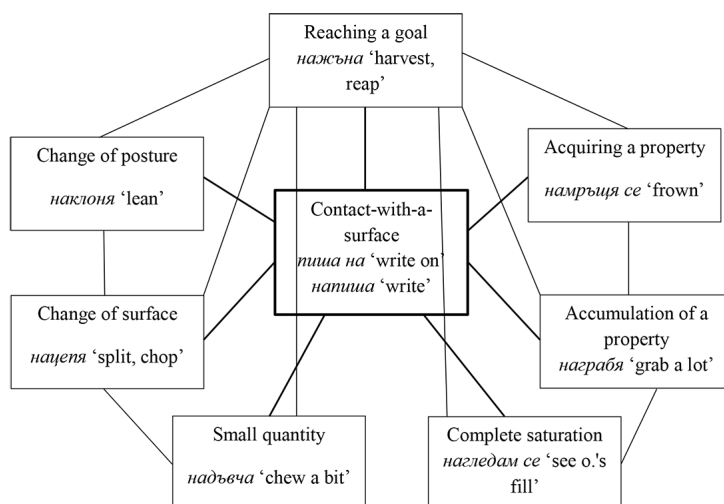 Reaching a goal
нажъна ‘harvest,
reap’
Change of posture
наклоня ‘lean’
Acquiring a property
намръщя се ‘frown’
Contact-with-a-
surface
пиша на ‘write on’
напиша ‘write’
Change of surface
нацепя ‘split, chop’
Accumulation of a
property
награбя ‘grab a lot’
Small quantity
надъвча ‘chew a bit’
Complete saturation
нагледам се ‘see o.'s
fill’